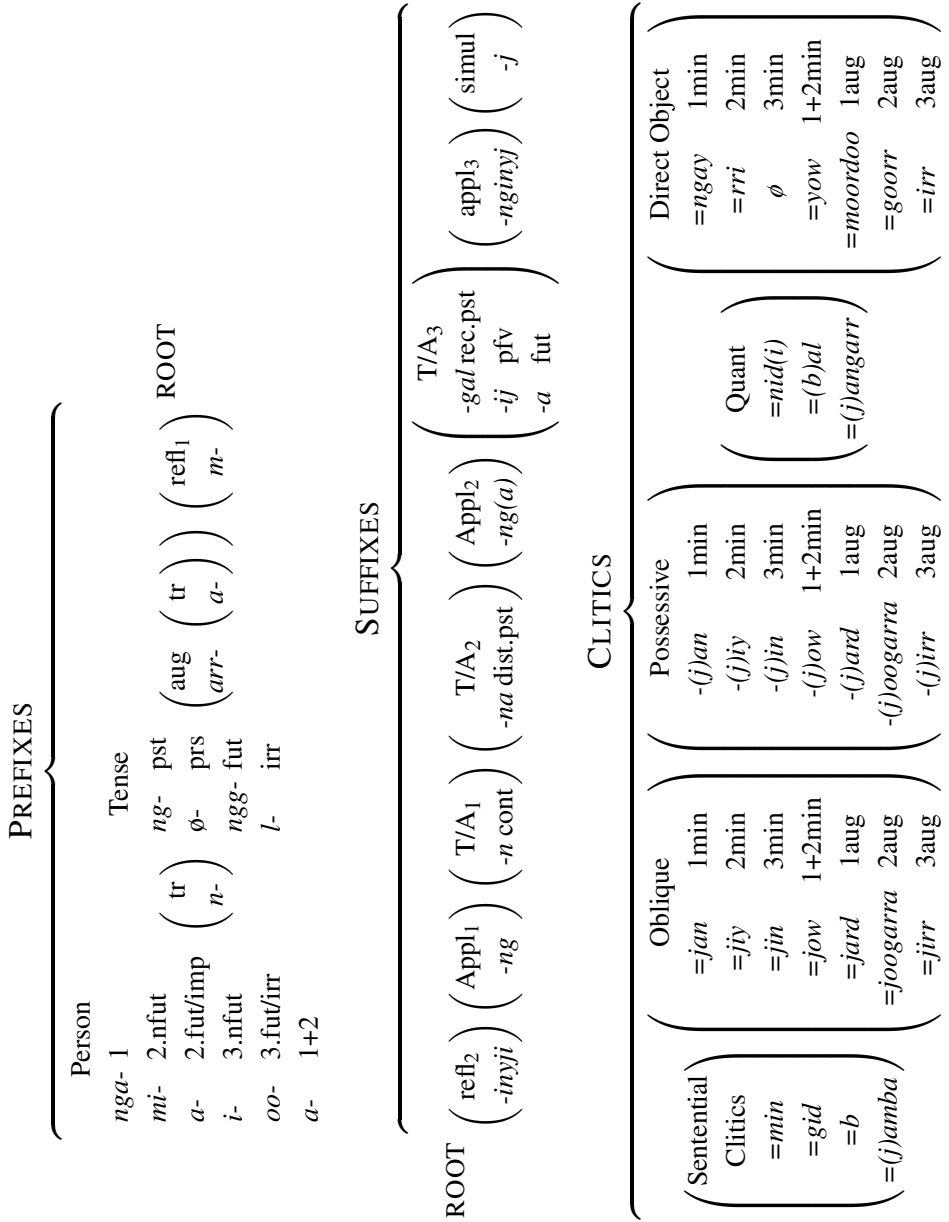 PREFIXES
Person
nga- 1
mi- 2.nfut
a- 2.fut/imp
i- 3.nfut
oo- 3.fut/irr
a- 1+2
tr
n-
Tense
ng- pst
ø- prs
ngg- fut
l- irr
aug
arr-
tr
a-
refl1
m-
ROOT
SUFFIXES
ROOT
refl2
-inyji
Appl1
-ng
T/A1
-n cont
T/A2
-na dist.pst
Appl2
-ng(a)
T/A3
-gal rec.pst
-ij pfv
-a fut
appl3
-nginyj
simul
-j
CLITICS
Sentential
Clitics
=min
=gid
=b
=(j)amba
Oblique
=jan 1min
=jiy 2min
=jin 3min
=jow 1+2min
=jard 1aug
=joogarra 2aug
=jirr 3aug
Possessive
-(j)an 1min
-(j)iy 2min
-(j)in 3min
-(j)ow 1+2min
-(j)ard 1aug
-(j)oogarra 2aug
-(j)irr 3aug
Quant
=nid(i)
=(b)al
=(j)angarr
Direct Object
=ngay 1min
=rri 2min
ø 3min
=yow 1+2min
=moordoo 1aug
=goorr 2aug
=irr 3aug